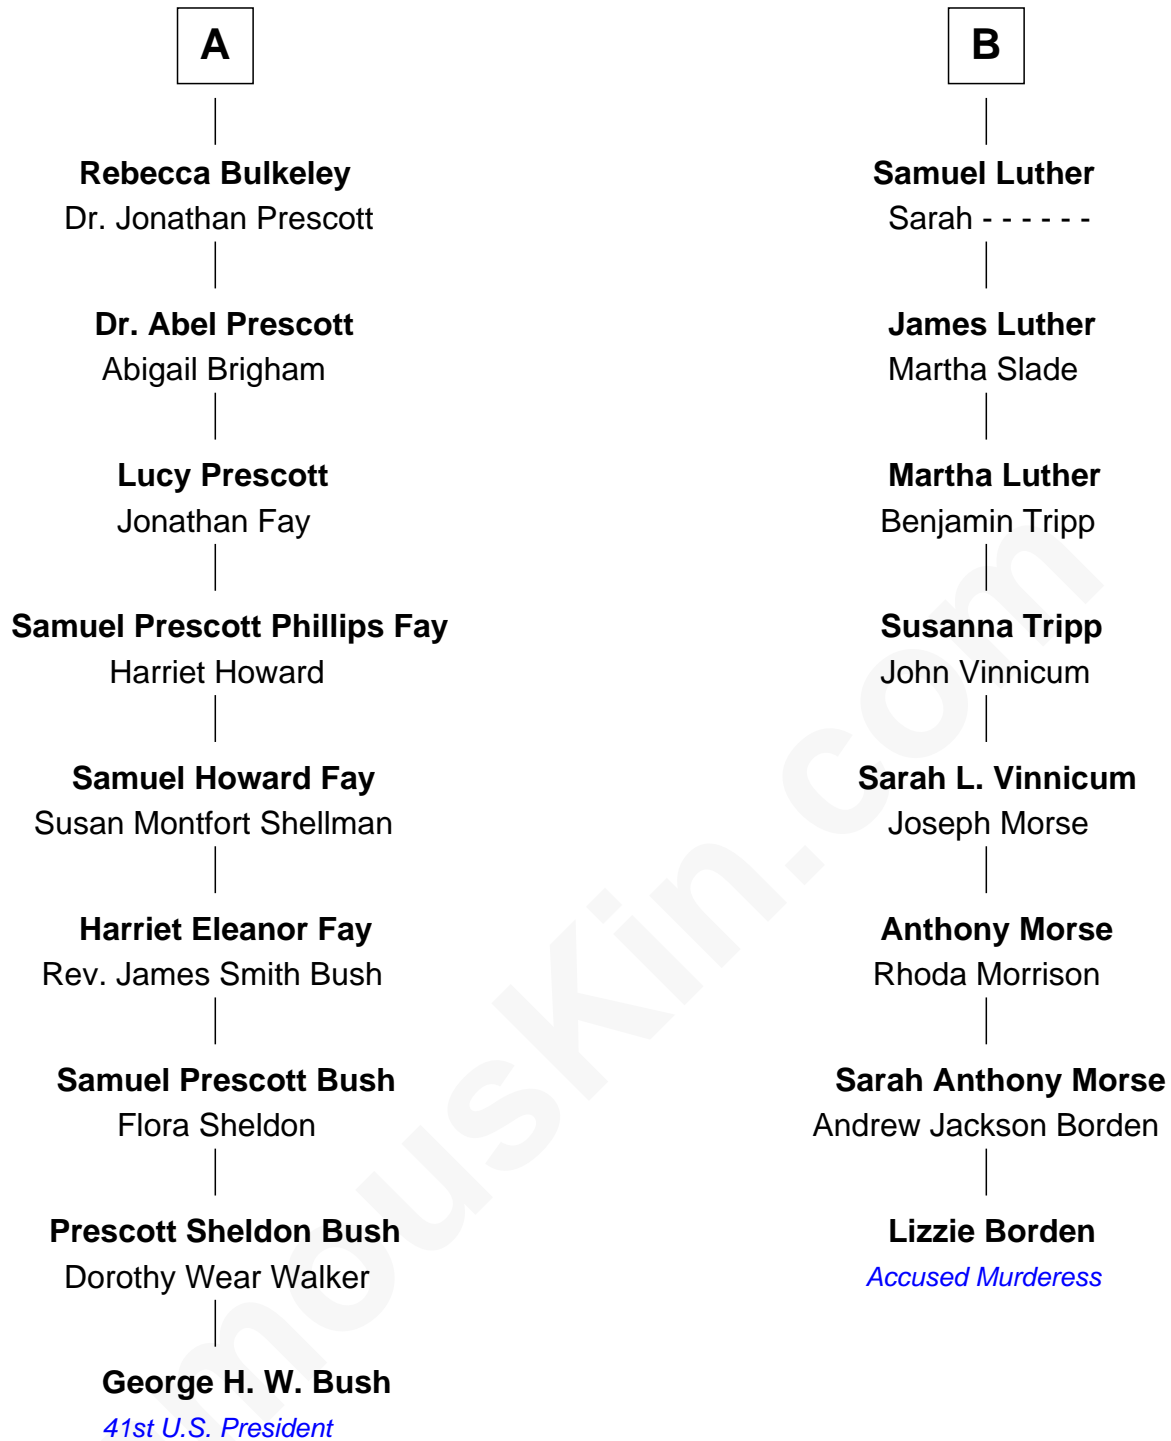 A
Rebecca Bulkeley
Dr. Jonathan Prescott
Dr. Abel Prescott
Abigail Brigham
Lucy Prescott
Jonathan Fay
Samuel Prescott Phillips Fay
Harriet Howard
Samuel Howard Fay
Susan Montfort Shellman
Harriet Eleanor Fay
Rev. James Smith Bush
Samuel Prescott Bush
Flora Sheldon
Prescott Sheldon Bush
Dorothy Wear Walker
George H. W. Bush
41st U.S. President
B
Samuel Luther
Sarah - - - - - -
James Luther
Martha Slade
Martha Luther
Benjamin Tripp
Susanna Tripp
John Vinnicum
Sarah L. Vinnicum
Joseph Morse
Anthony Morse
Rhoda Morrison
Sarah Anthony Morse
Andrew Jackson Borden
Lizzie Borden
Accused Murderess
mousKin.com